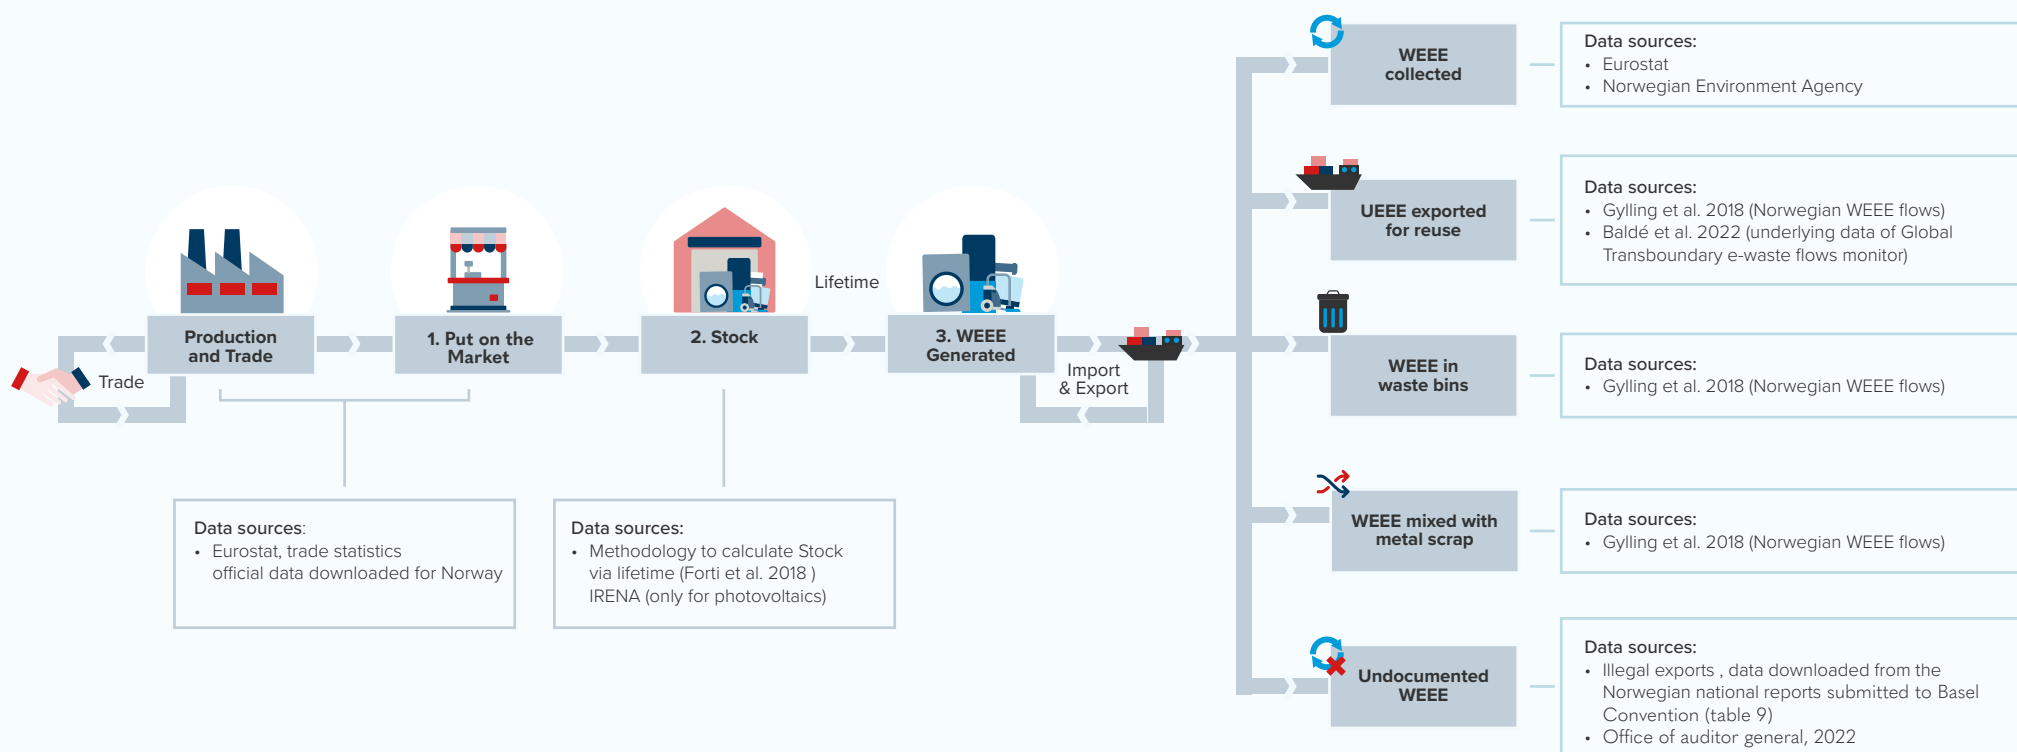 Production
and Trade
Trade
1. Put on the
Market
2. Stock
Lifetime
3. WEEE
Generated
Import
& Export
Data sources:
• Eurostat, trade statistics
official data downloaded for Norway
Data sources:
• Methodology to calculate Stock
via lifetime (Forti et al. 2018 )
IRENA (only for photovoltaics)
WEEE
collected
Data sources:
• Eurostat
• Norwegian Environment Agency
UEEE exported
for reuse
Data sources:
• Gylling et al. 2018 (Norwegian WEEE flows)
• Baldé et al. 2022 (underlying data of Global
Transboundary e-waste flows monitor)
WEEE in
waste bins
Data sources:
• Gylling et al. 2018 (Norwegian WEEE flows)
WEEE mixed with
metal scrap
Data sources:
• Gylling et al. 2018 (Norwegian WEEE flows)
Undocumented
WEEE
Data sources:
• Illegal exports , data downloaded from the
Norwegian national reports submitted to Basel
Convention (table 9)
• Office of auditor general, 2022